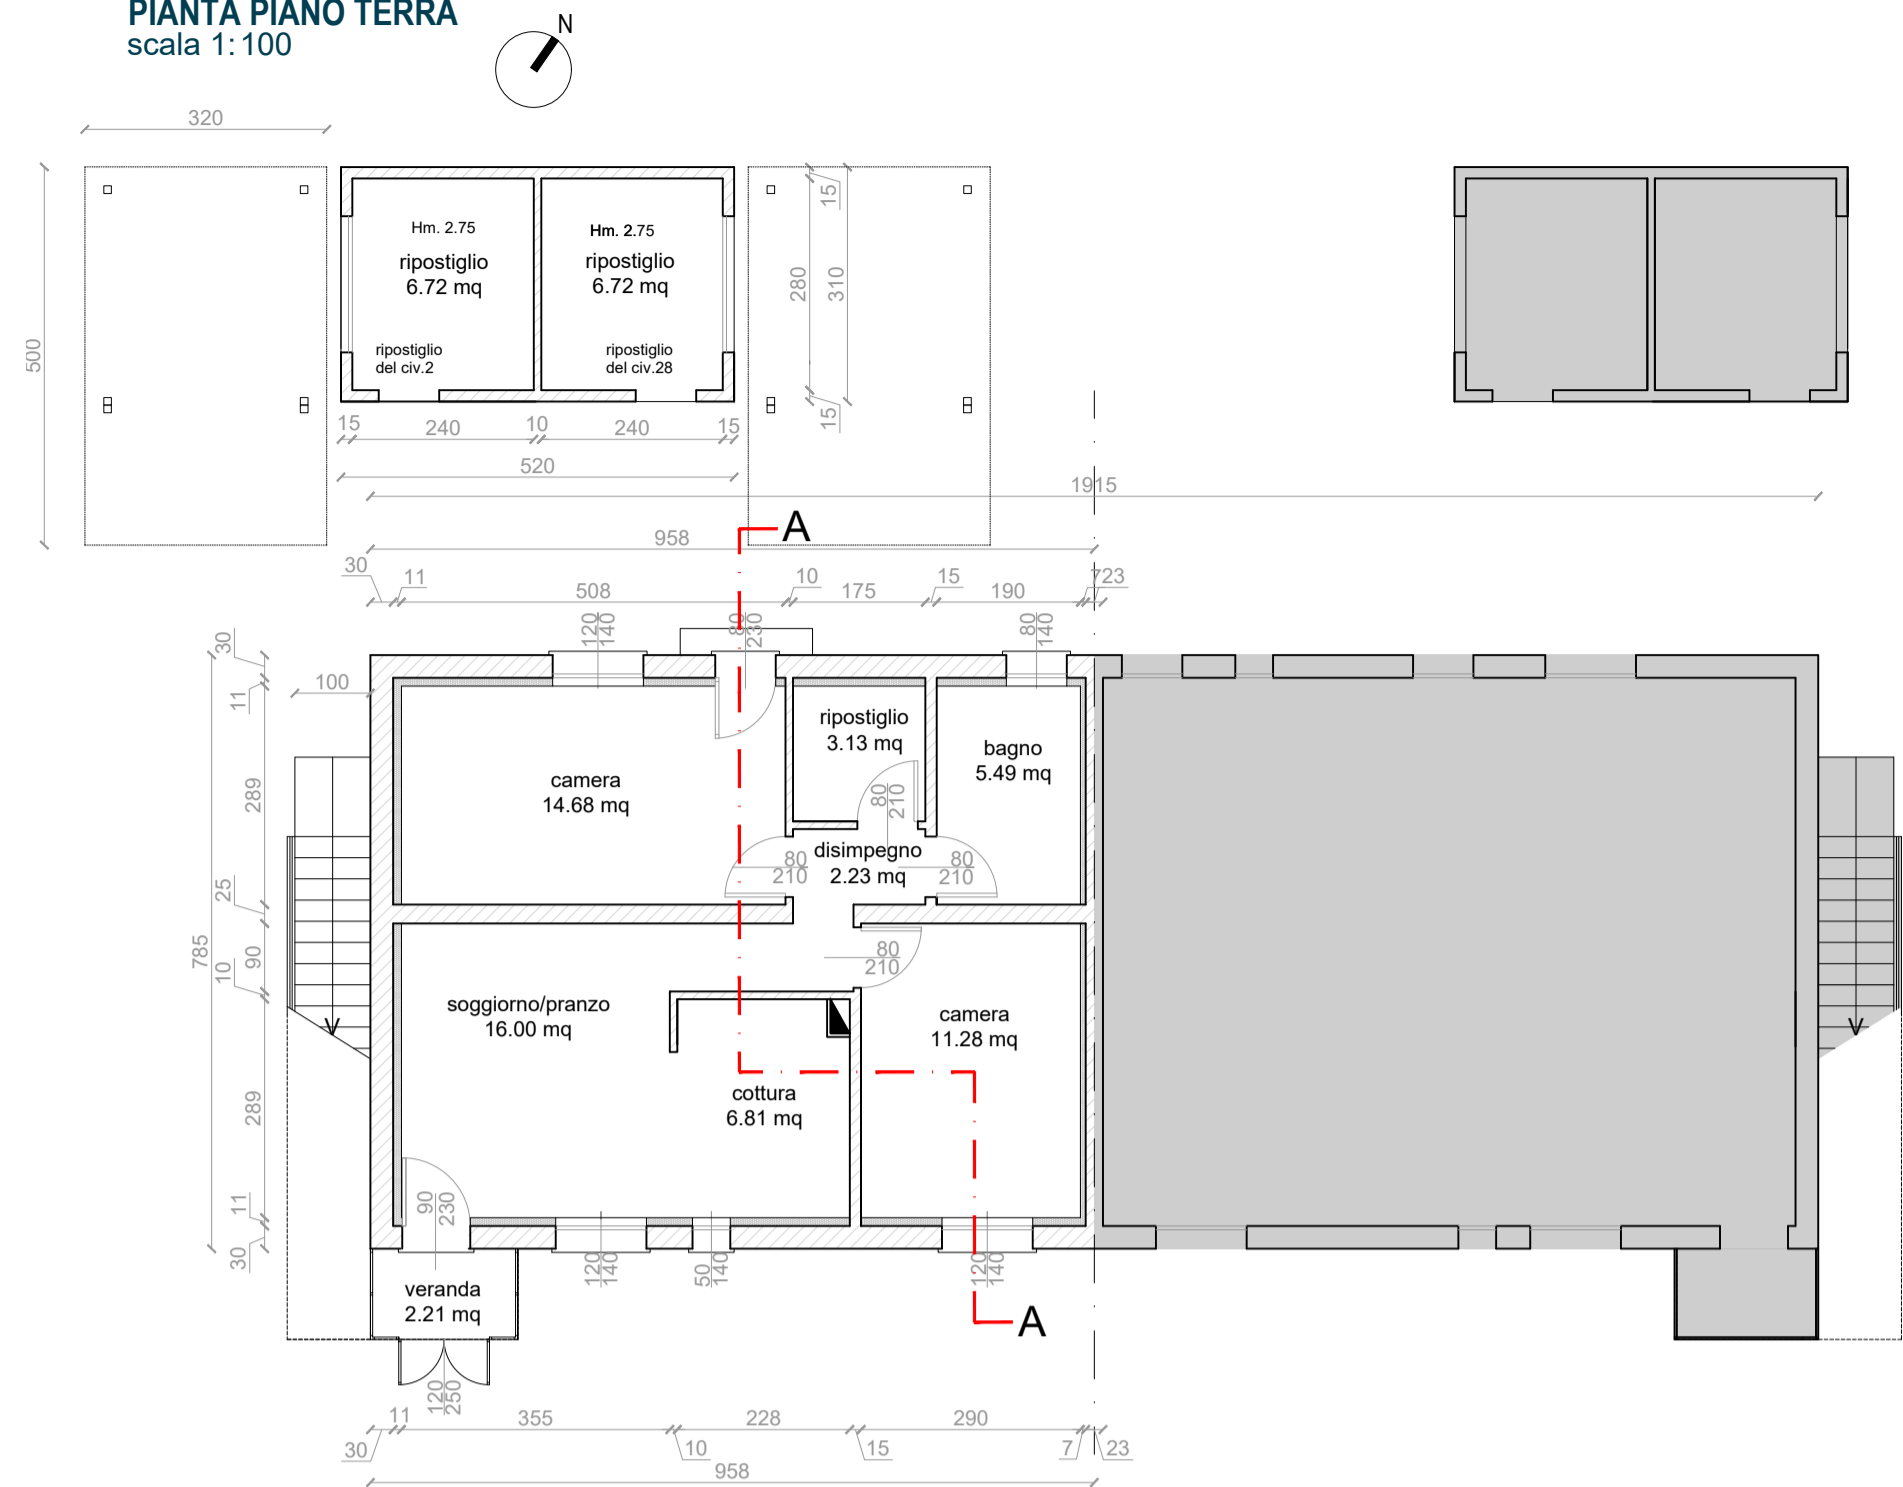 PIANTA PIANO TERRA
scala 1:100
N
320
500
Hm. 2.75
ripostiglio
6.72 mq
ripostiglio
del civ.2
Hm. 2.75
ripostiglio
6.72 mq
ripostiglio
del civ.28
15
280
310
15
15
240
10
240
15
520
1915
A
958
30
11
508
10
175
15
190
723
120
140
80
230
80
140
30
11
100
289
25
785
10
90
289
11
30
camera
14.68 mq
ripostiglio
3.13 mq
bagno
5.49 mq
80
210
disimpegno
2.23 mq
80
210
80
210
80
210
soggiorno/pranzo
16.00 mq
camera
11.28 mq
cottura
6.81 mq
90
230
120
140
50
140
120
140
veranda
2.21 mq
A
120
250
11
355
228
290
30
10
15
7
23
958